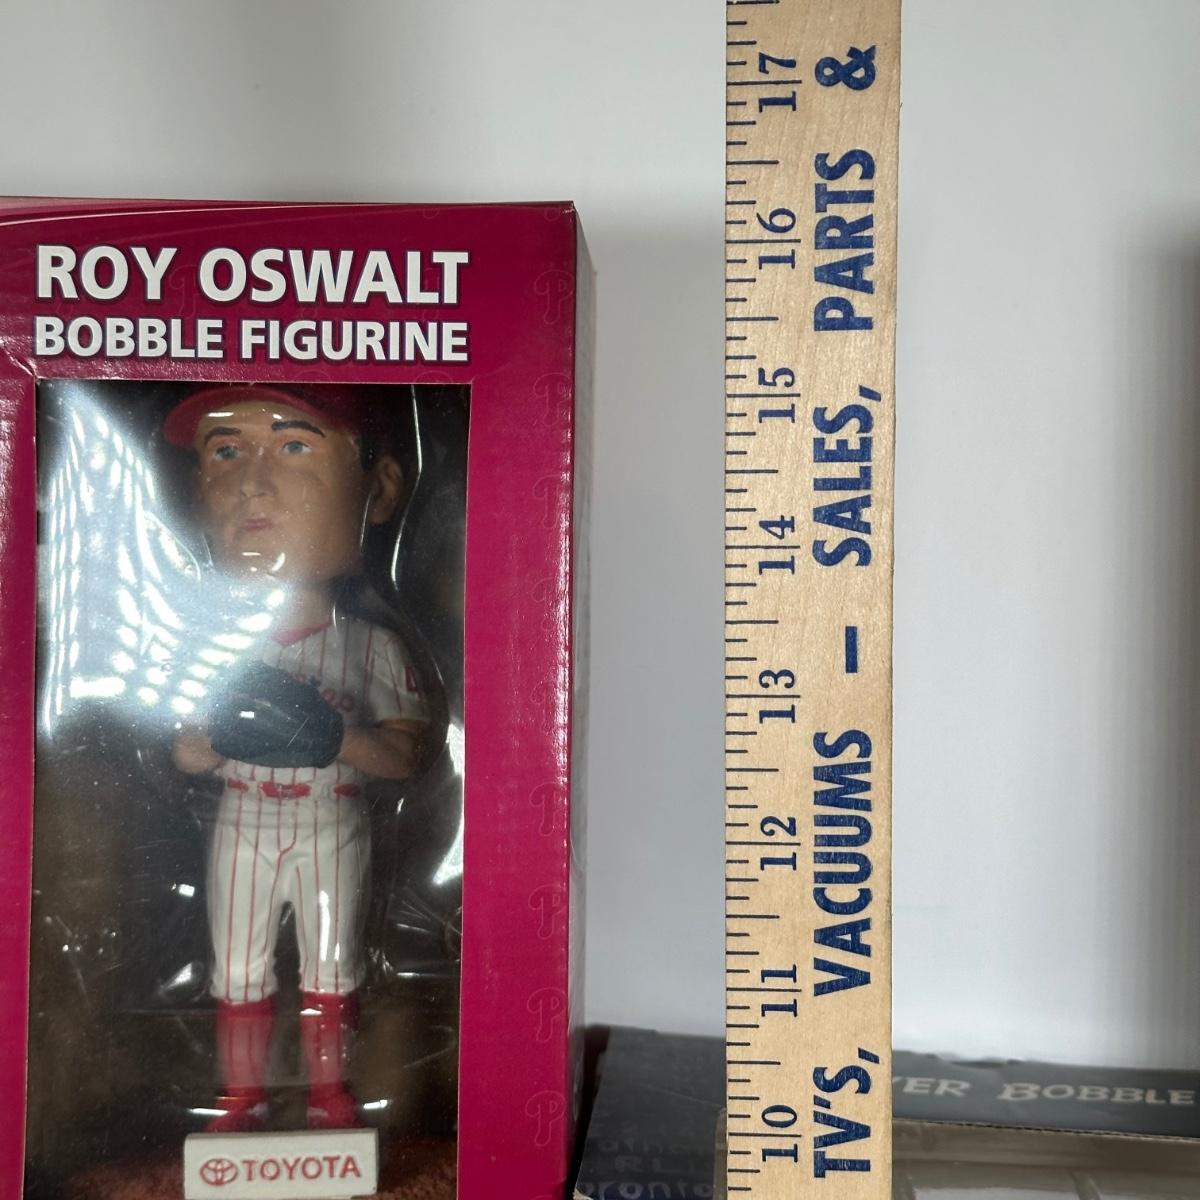 ROY OSWALT
BOBBLE FIGURINE
TOYOTA
17
16
15
14
13
12
11
10
TV'S, VACUUMS – SALES, PARTS &
BOBBLE